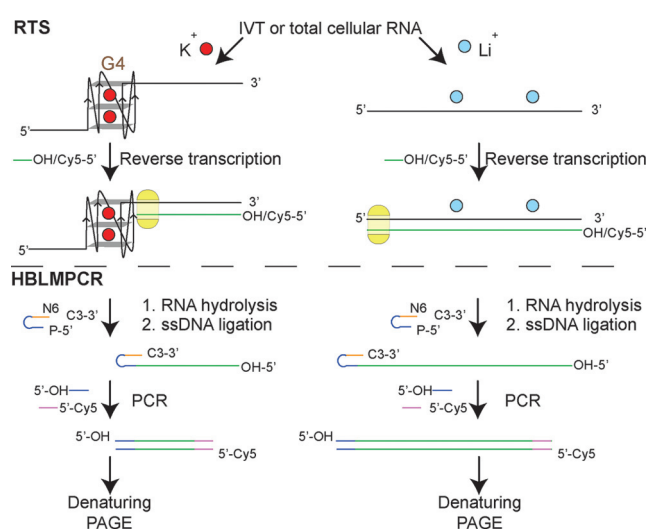 RTS
IVT or total cellular RNA
K+
Li+
G4
3’
3’
5’
5’
OH/Cy5-5’
Reverse transcription
OH/Cy5-5’
Reverse transcription
3’
OH/Cy5-5’
5’
5’
3’
OH/Cy5-5’
HBLMPCR
N6
C3-3’
P-5’
1. RNA hydrolysis
2. ssDNA ligation
N6
C3-3’
P-5’
1. RNA hydrolysis
2. ssDNA ligation
C3-3’
OH-5’
C3-3’
OH-5’
5’-OH
5’-Cy5
PCR
5’-OH
5’-Cy5
PCR
5’-OH
5’-Cy5
5’-OH
5’-Cy5
Denaturing
PAGE
Denaturing
PAGE